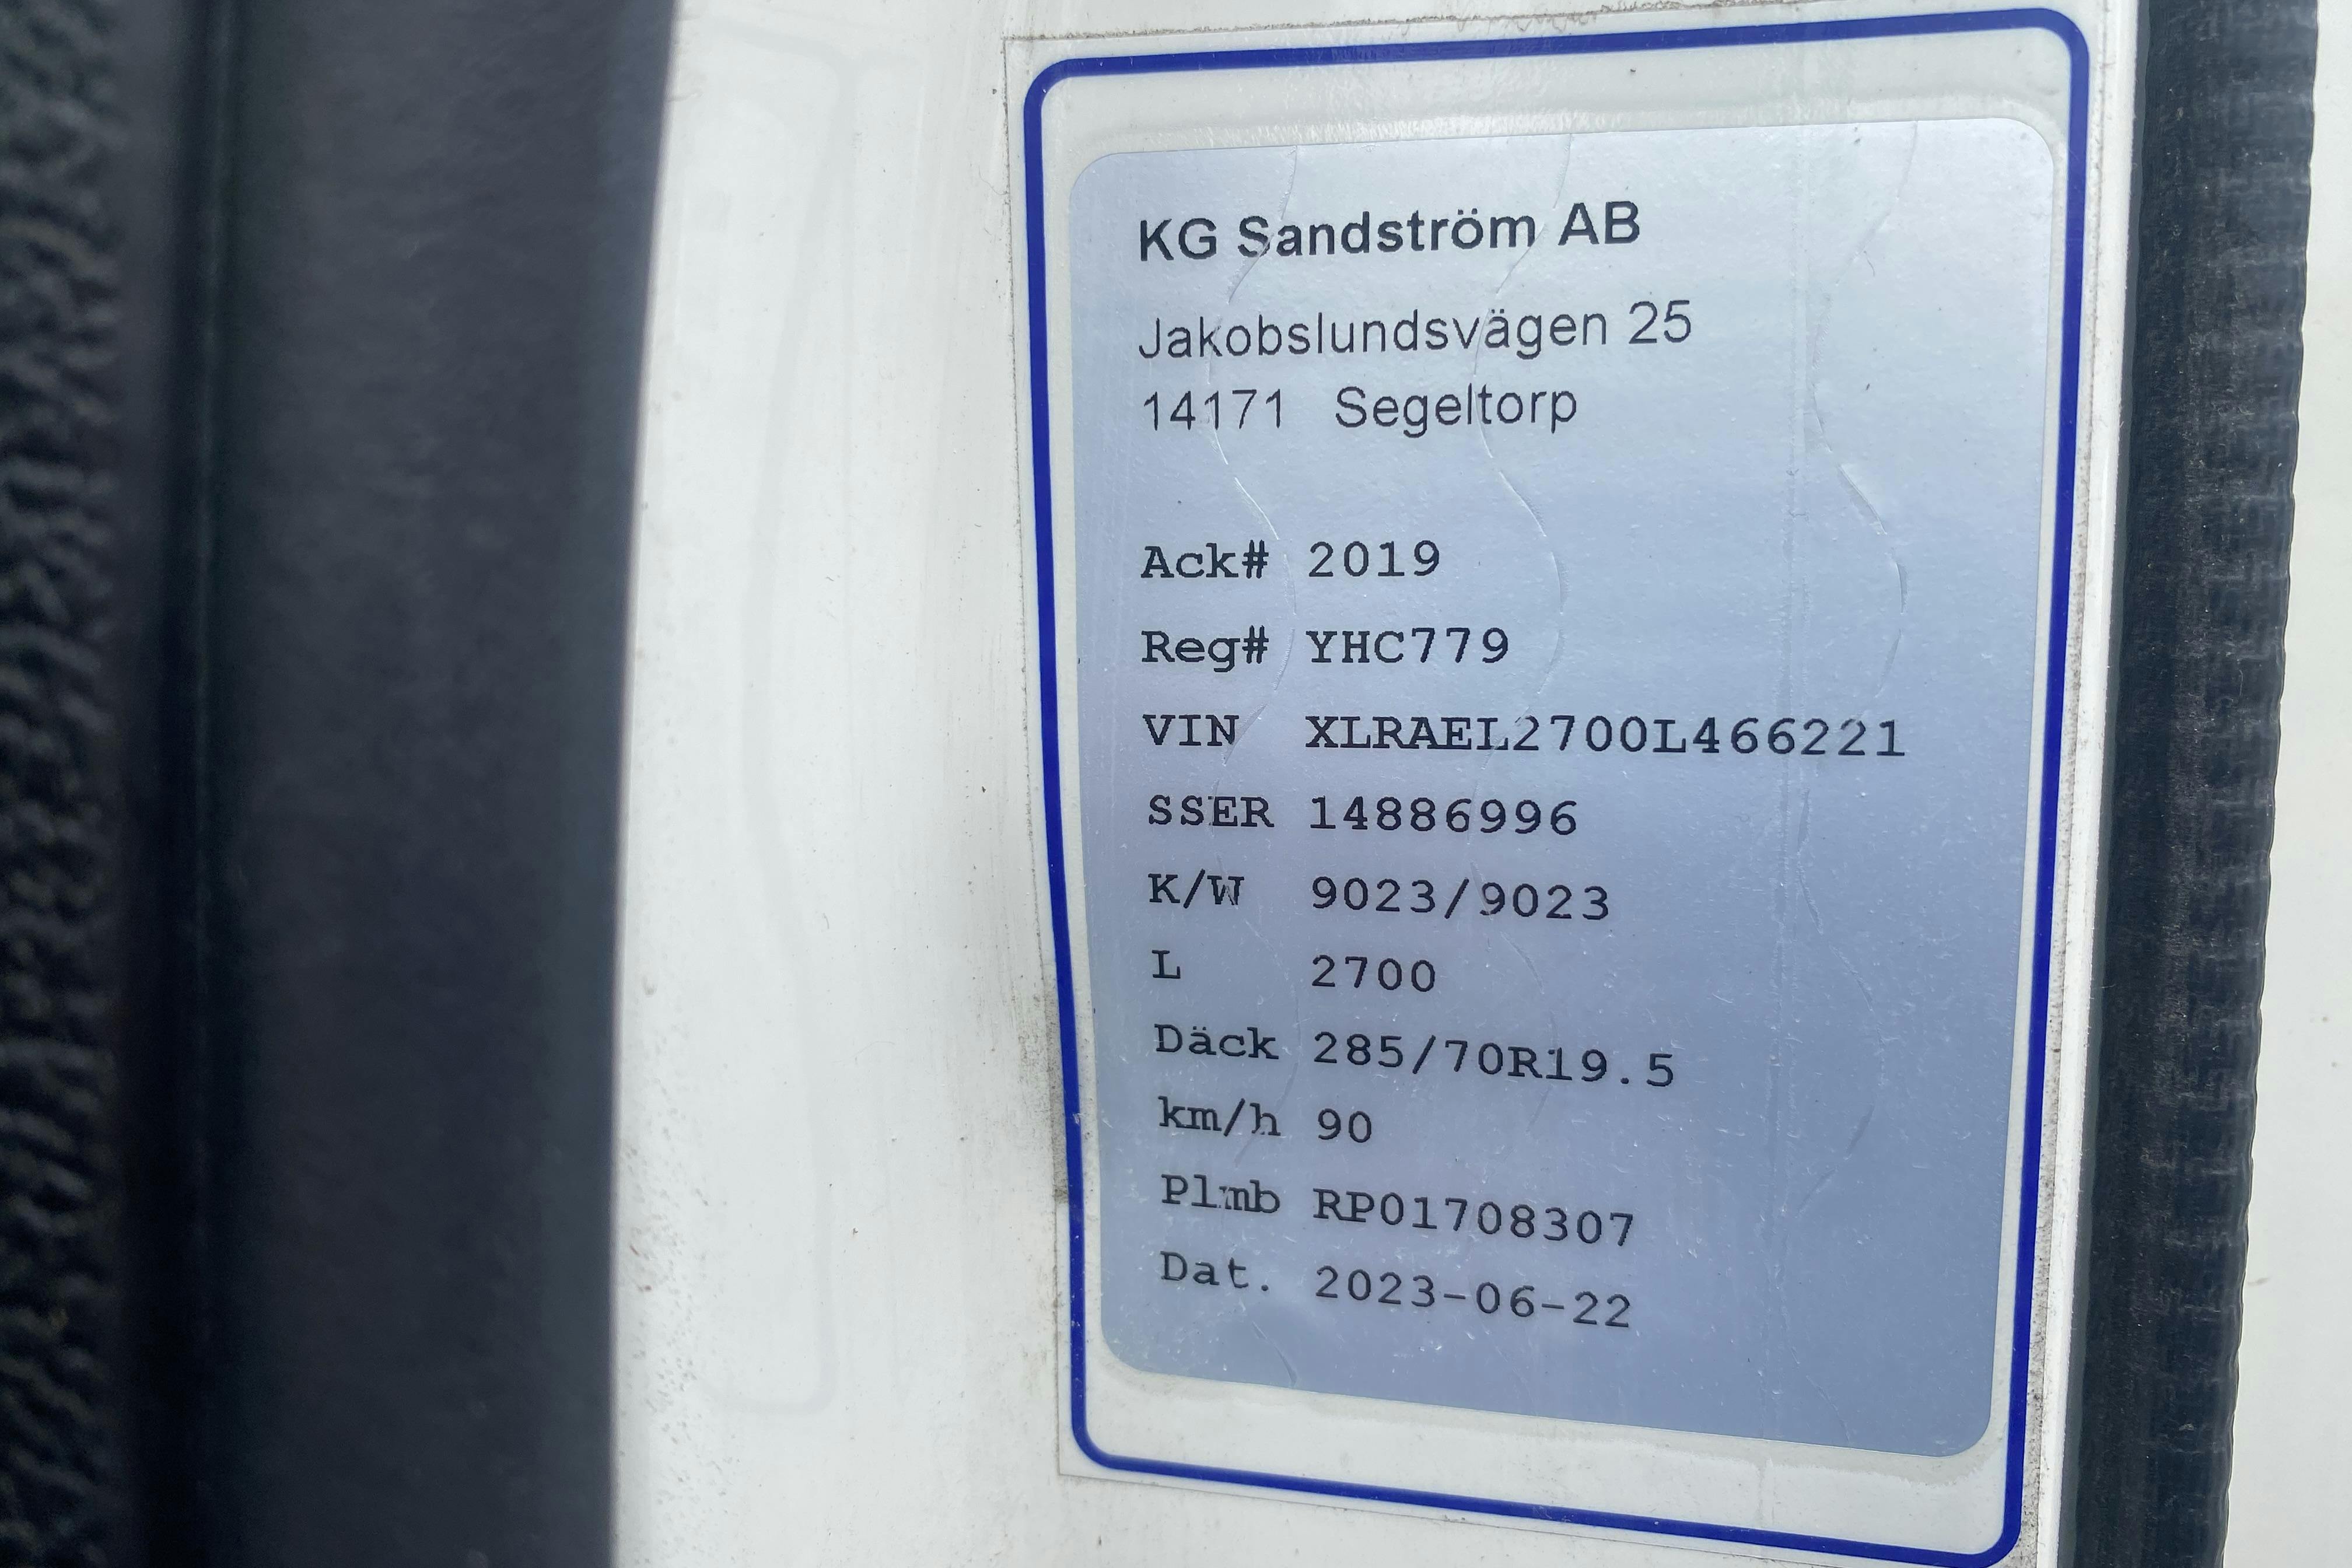 KG Sandström AB
Jakobslundsvägen 25
14171 Segeltorp
Ack# 2019
Reg# YHC779
VIN XLRAEL2700L466221
SSER 14886996
K/W 9023/9023
L 2700
Däck 285/70R19.5
km/h 90
Plmb RP01708307
Dat. 2023-06-22